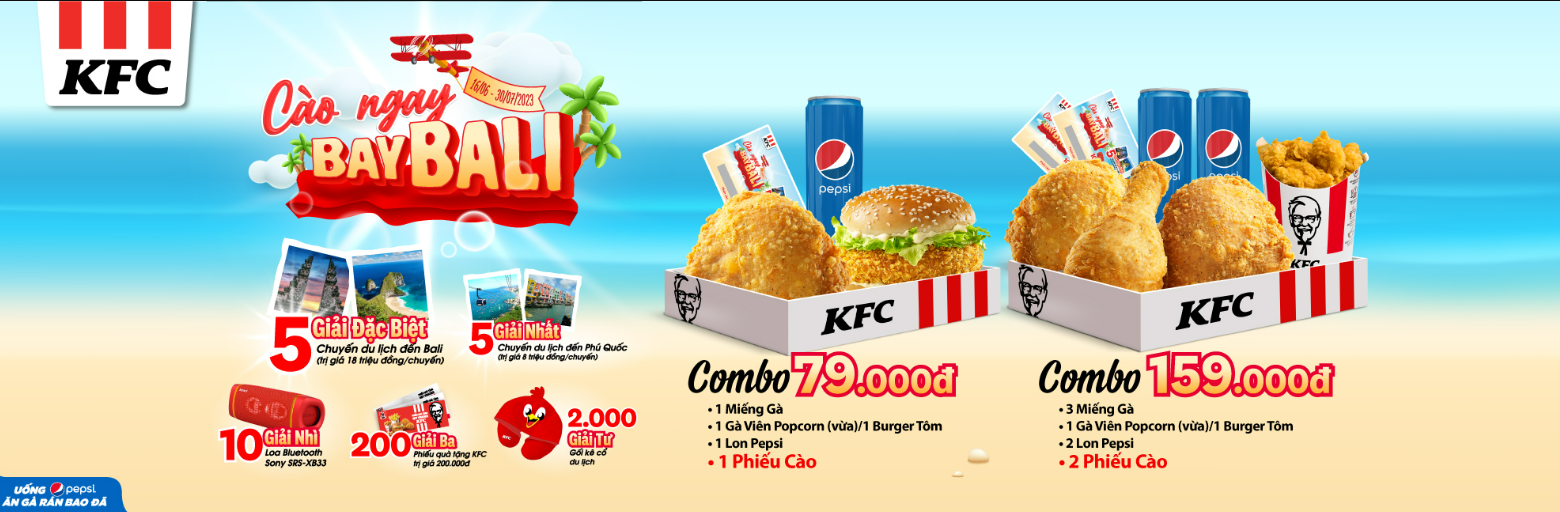 KFC
16/06 - 30/07/2023
Cào ngay
BAY BALI
5 Giải Đặc Biệt
Chuyến du lịch đến Bali
(trị giá 18 triệu đồng/chuyến)
5 Giải Nhất
Chuyến du lịch đến Phú Quốc
(trị giá 8 triệu đồng/chuyến)
10 Giải Nhì
Loa Bluetooth
Sony SRS-XB33
200 Giải Ba
Phiếu quà tặng KFC
trị giá 200.000đ
2.000
Giải Tư
Gối kê cổ
du lịch
UỐNG pepsi
ĂN GÀ RÁN BAO ĐÃ
pepsi
KFC
Combo 79.000đ
• 1 Miếng Gà
• 1 Gà Viên Popcorn (vừa)/1 Burger Tôm
• 1 Lon Pepsi
• 1 Phiếu Cào
KFC
KFC
Combo 159.000đ
• 3 Miếng Gà
• 1 Gà Viên Popcorn (vừa)/1 Burger Tôm
• 2 Lon Pepsi
• 2 Phiếu Cào